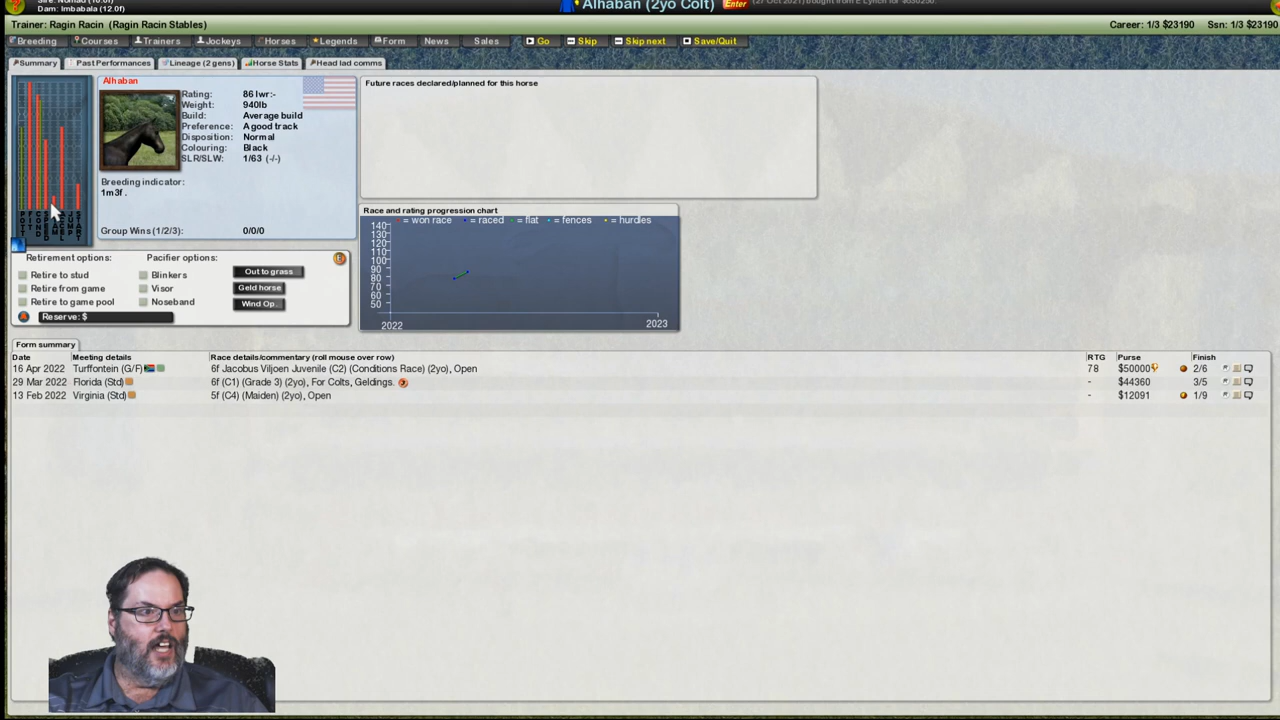 Dam: Imbabala (12.0f)
Alhaban (2yo Colt) Enter
Trainer: Ragin Racin (Ragin Racin Stables)
Career: 1/3 $23190 Ssn: 1/3 $23190
Breeding Courses Trainers Jockeys Horses Legends Form News Sales Go Skip Skip next Save/Quit
Summary Past Performances Lineage (2 gens) Horse Stats Head lad comms
Alhaban
Rating: 86 lwr:-
Weight: 940lb
Build: Average build
Preference: A good track
Disposition: Normal
Colouring: Black
SLR/SLW: 1/63 (-/-)
Breeding indicator:
1m3f .
Group Wins (1/2/3): 0/0/0
POT FIT COND SPEED STAM ACCEL JUMP START
Future races declared/planned for this horse
Race and rating progression chart
= won race = raced = flat = fences = hurdles
140
130
120
110
100
90
80
70
60
50
2022 2023
Retirement options: Pacifier options:
Retire to stud Blinkers Out to grass
Retire from game Visor Geld horse
Retire to game pool Noseband Wind Op.
Reserve: $
Form summary
Date Meeting details Race details/commentary (roll mouse over row) RTG Purse Finish
16 Apr 2022 Turffontein (G/F) 6f Jacobus Viljoen Juvenile (C2) (Conditions Race) (2yo), Open 78 $50000 2/6
29 Mar 2022 Florida (Std) 6f (C1) (Grade 3) (2yo), For Colts, Geldings. - $44360 3/5
13 Feb 2022 Virginia (Std) 5f (C4) (Maiden) (2yo), Open - $12091 1/9